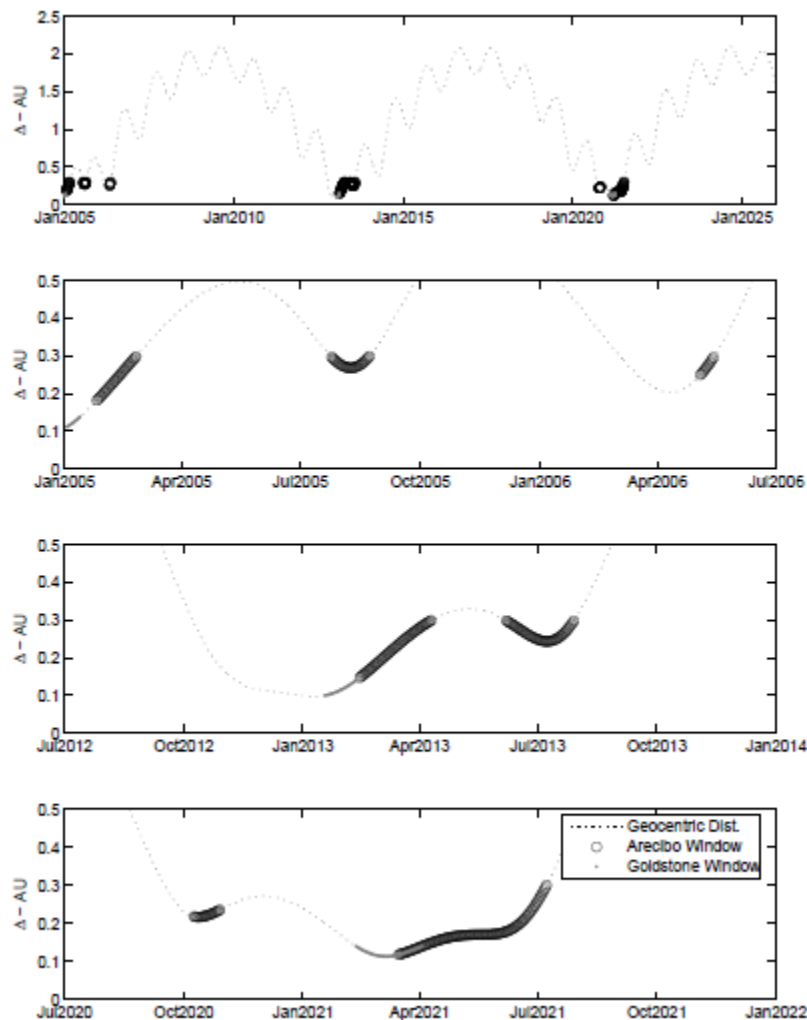 2.5
2
1.5
1
0.5
0
Δ − AU
Jan2005 Jan2010 Jan2015 Jan2020 Jan2025
0.5
0.4
0.3
0.2
0.1
0
Δ − AU
Jan2005 Apr2005 Jul2005 Oct2005 Jan2006 Apr2006 Jul2006
0.5
0.4
0.3
0.2
0.1
0
Δ − AU
Jul2012 Oct2012 Jan2013 Apr2013 Jul2013 Oct2013 Jan2014
0.5
0.4
0.3
0.2
0.1
0
Δ − AU
Geocentric Dist.
Arecibo Window
Goldstone Window
Jul2020 Oct2020 Jan2021 Apr2021 Jul2021 Oct2021 Jan2022